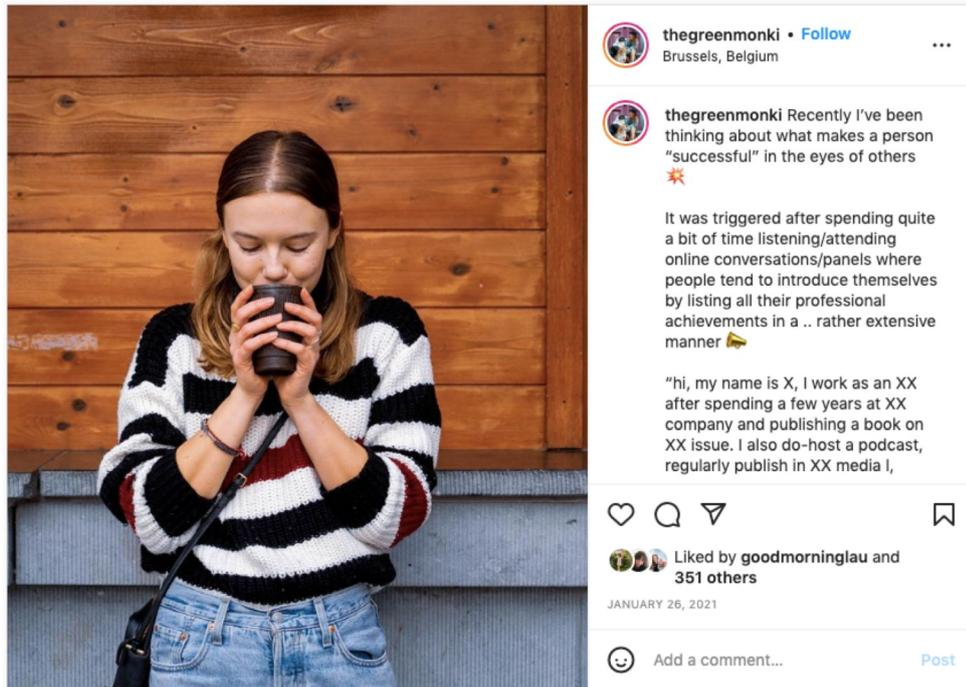 thegreenmonki • Follow
Brussels, Belgium
thegreenmonki Recently I’ve been
thinking about what makes a person
“successful” in the eyes of others
💥
It was triggered after spending quite
a bit of time listening/attending
online conversations/panels where
people tend to introduce themselves
by listing all their professional
achievements in a .. rather extensive
manner 📣
“hi, my name is X, I work as an XX
after spending a few years at XX
company and publishing a book on
XX issue. I also do-host a podcast,
regularly publish in XX media I,
Liked by goodmorninglau and
351 others
JANUARY 26, 2021
Add a comment...
Post